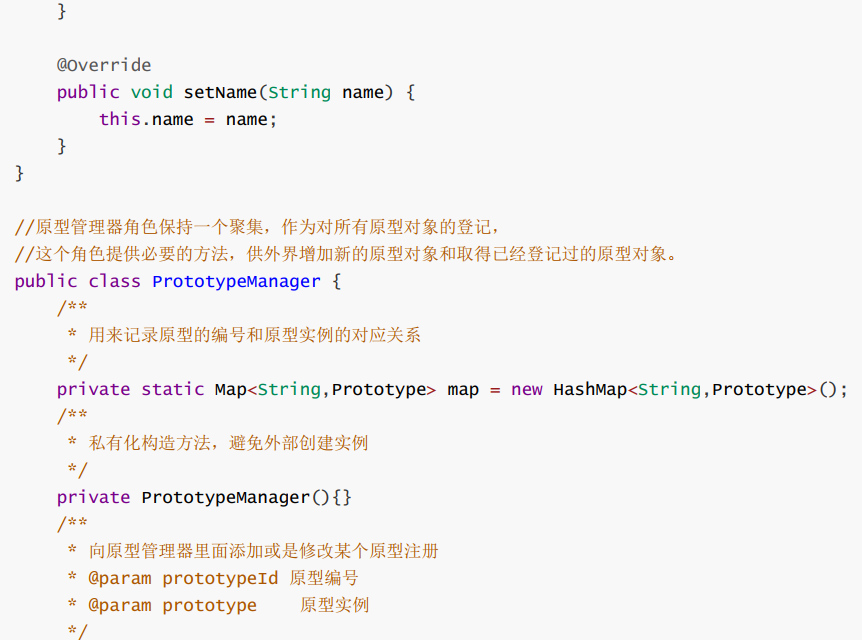 }

    @Override
    public void setName(String name) {
        this.name = name;
    }
}

//原型管理器角色保持一个聚集，作为对所有原型对象的登记，
//这个角色提供必要的方法，供外界增加新的原型对象和取得已经登记过的原型对象。
public class PrototypeManager {
    /**
     * 用来记录原型的编号和原型实例的对应关系
     */
    private static Map<String,Prototype> map = new HashMap<String,Prototype>();
    /**
     * 私有化构造方法，避免外部创建实例
     */
    private PrototypeManager(){}
    /**
     * 向原型管理器里面添加或是修改某个原型注册
     * @param prototypeId 原型编号
     * @param prototype    原型实例
     */